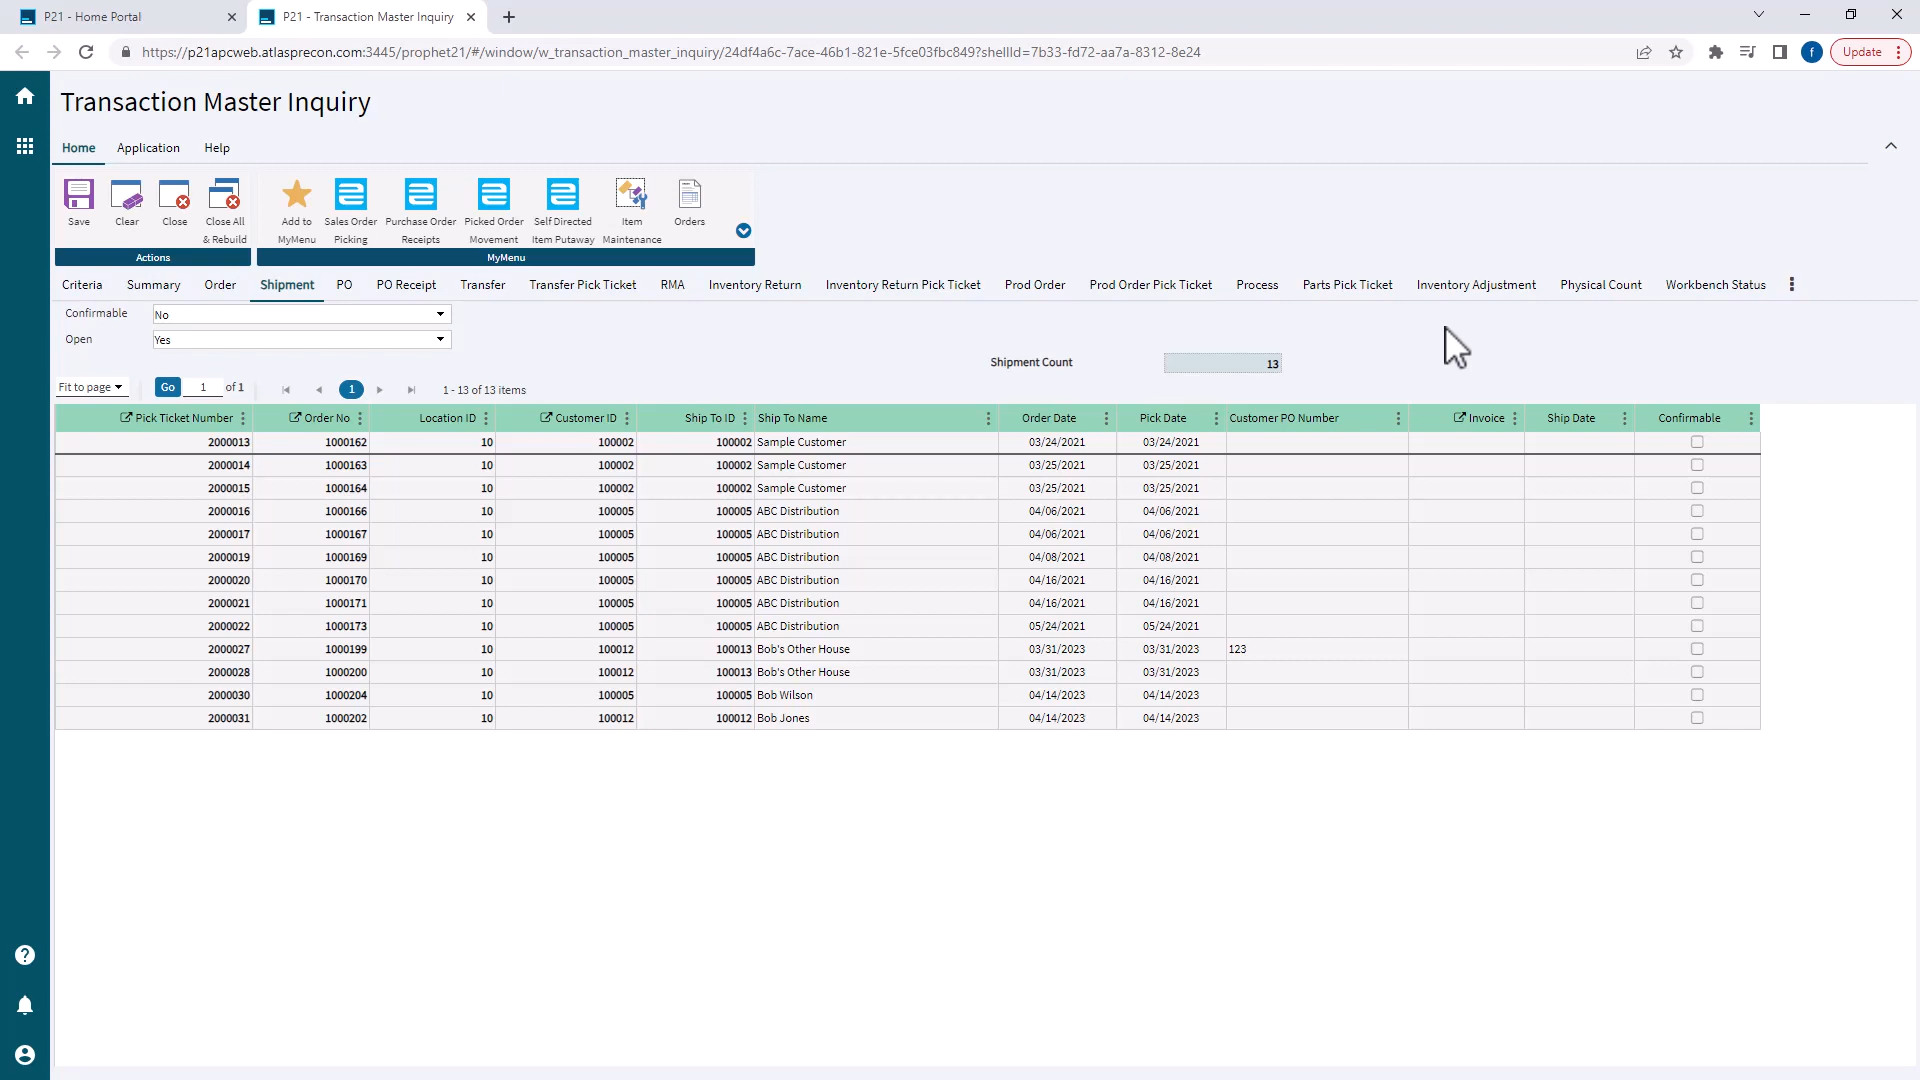 P21 - Home Portal
P21 - Transaction Master Inquiry
https://p21apcweb.atlasprecon.com:3445/prophet21/#/window/w_transaction_master_inquiry/24df4a6c-7ace-46b1-821e-5fce03fbc849?shellId=7b33-fd72-aa7a-8312-8e24
f
Update
Transaction Master Inquiry
Home Application Help
Save Clear Close Close All & Rebuild
Add to MyMenu Sales Order Picking Purchase Order Receipts Picked Order Movement Self Directed Item Putaway Item Maintenance Orders
Actions MyMenu
Criteria Summary Order Shipment PO PO Receipt Transfer Transfer Pick Ticket RMA Inventory Return Inventory Return Pick Ticket Prod Order Prod Order Pick Ticket Process Parts Pick Ticket Inventory Adjustment Physical Count Workbench Status
Confirmable No
Open Yes
Shipment Count 13
Fit to page Go 1 of 1 1 1 - 13 of 13 items
Pick Ticket Number Order No Location ID Customer ID Ship To ID Ship To Name Order Date Pick Date Customer PO Number Invoice Ship Date Confirmable
2000013 1000162 10 100002 100002 Sample Customer 03/24/2021 03/24/2021
2000014 1000163 10 100002 100002 Sample Customer 03/25/2021 03/25/2021
2000015 1000164 10 100002 100002 Sample Customer 03/25/2021 03/25/2021
2000016 1000166 10 100005 100005 ABC Distribution 04/06/2021 04/06/2021
2000017 1000167 10 100005 100005 ABC Distribution 04/06/2021 04/06/2021
2000019 1000169 10 100005 100005 ABC Distribution 04/08/2021 04/08/2021
2000020 1000170 10 100005 100005 ABC Distribution 04/16/2021 04/16/2021
2000021 1000171 10 100005 100005 ABC Distribution 04/16/2021 04/16/2021
2000022 1000173 10 100005 100005 ABC Distribution 05/24/2021 05/24/2021
2000027 1000199 10 100012 100013 Bob's Other House 03/31/2023 03/31/2023 123
2000028 1000200 10 100012 100013 Bob's Other House 03/31/2023 03/31/2023
2000030 1000204 10 100005 100005 Bob Wilson 04/14/2023 04/14/2023
2000031 1000202 10 100012 100012 Bob Jones 04/14/2023 04/14/2023